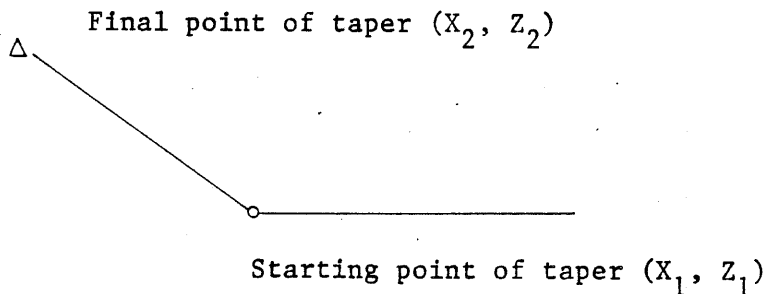 Final point of taper (X₂, Z₂)
Starting point of taper (X₁, Z₁)